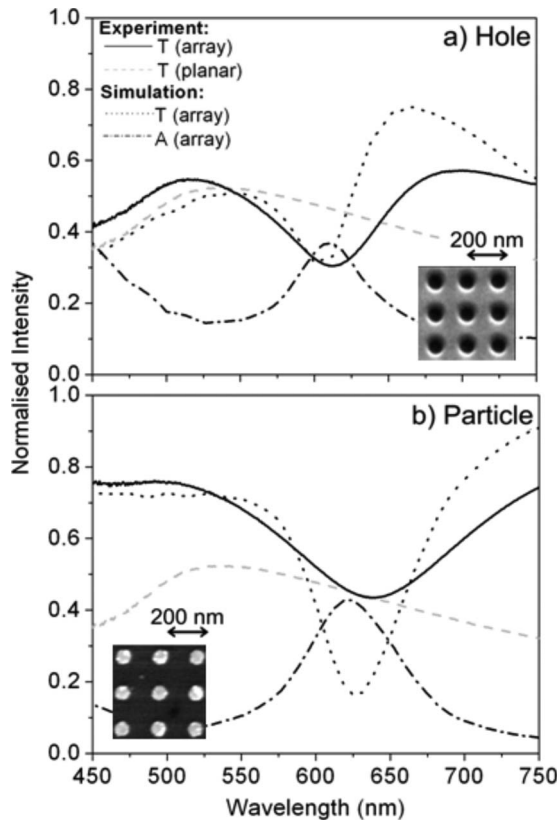 a) Hole
Experiment:
T (array)
T (planar)
Simulation:
T (array)
A (array)
1.0
0.8
0.6
0.4
0.2
0.0
200 nm
Normalised Intensity
b) Particle
1.0
0.8
0.6
0.4
0.2
0.0
200 nm
450 500 550 600 650 700 750
Wavelength (nm)